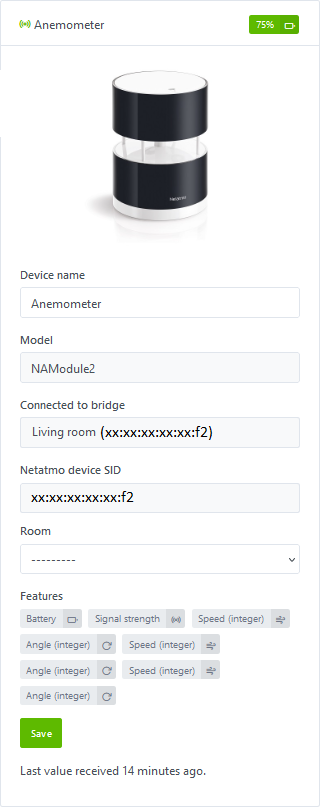 Anemometer 75%
NETATMO
Device name
Anemometer
Model
NAModule2
Connected to bridge
Living room (xx:xx:xx:xx:xx:f2)
Netatmo device SID
xx:xx:xx:xx:xx:f2
Room
---------
Features
Battery Signal strength Speed (integer)
Angle (integer) Speed (integer)
Angle (integer) Speed (integer)
Angle (integer)
Save
Last value received 14 minutes ago.